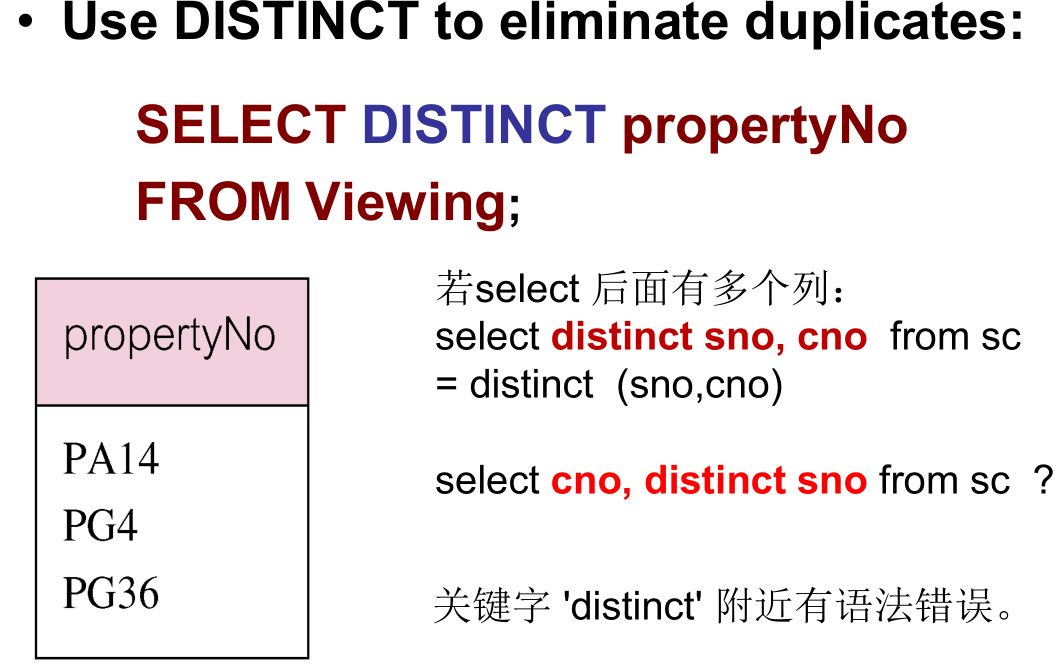 • Use DISTINCT to eliminate duplicates:
SELECT DISTINCT propertyNo
FROM Viewing;
propertyNo
PA14
PG4
PG36
若select 后面有多个列：
select distinct sno, cno from sc
= distinct (sno,cno)
select cno, distinct sno from sc ?
关键字 'distinct' 附近有语法错误。